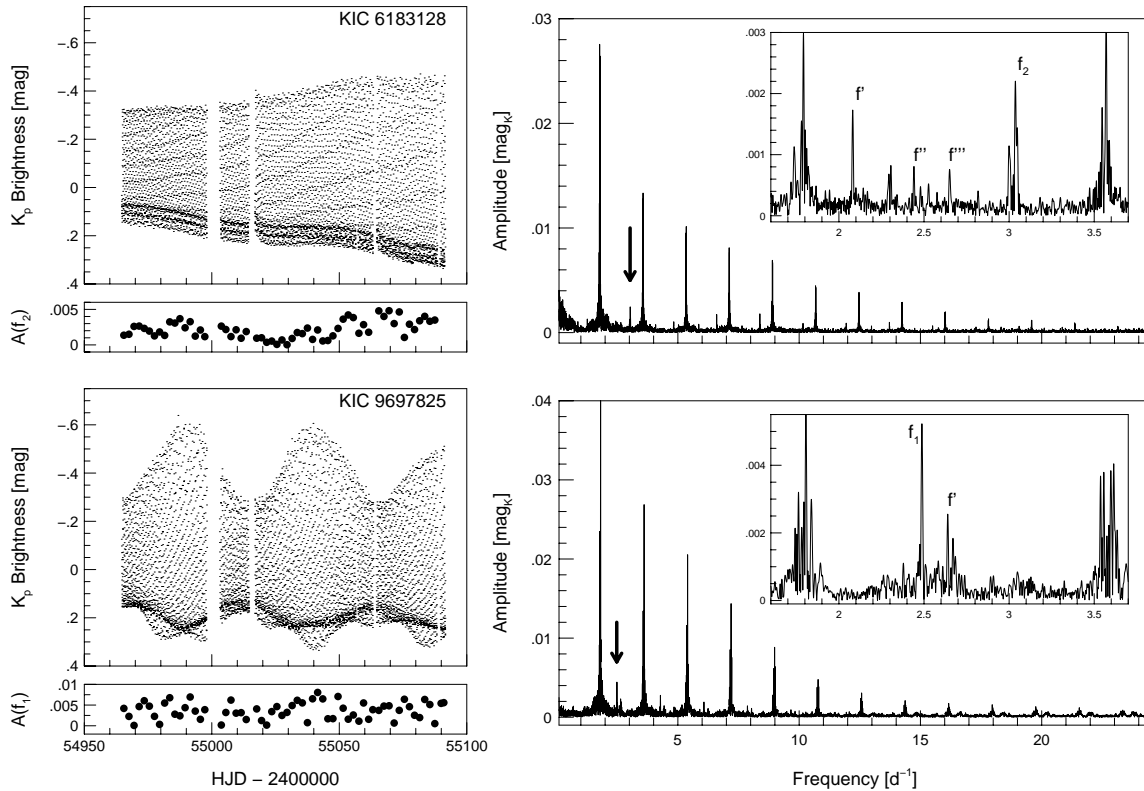 KIC 6183128
K_p Brightness [mag]
-.6
-.4
-.2
0
.2
.4
A(f_2)
.005
0
KIC 9697825
K_p Brightness [mag]
-.6
-.4
-.2
0
.2
.4
A(f_1)
.01
.005
0
54950 55000 55050 55100
HJD − 2400000
Amplitude [mag_K]
.03
.02
.01
0
.003
.002
.001
0
f'
f''
f'''
f_2
2 2.5 3 3.5
Amplitude [mag_K]
.04
.03
.02
.01
0
.004
.002
0
f_1
f'
2 2.5 3 3.5
5 10 15 20
Frequency [d⁻¹]